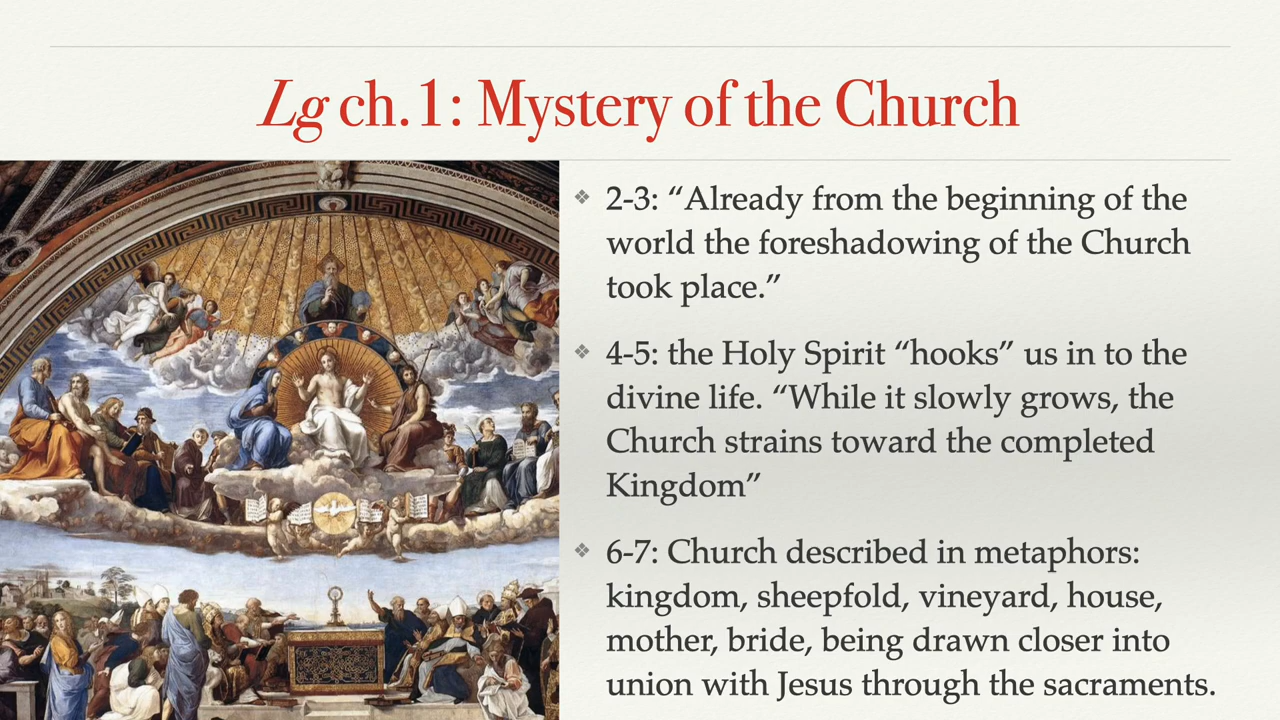 Lg ch.1: Mystery of the Church
❖ 2-3: “Already from the beginning of the
world the foreshadowing of the Church
took place.”
❖ 4-5: the Holy Spirit “hooks” us in to the
divine life. “While it slowly grows, the
Church strains toward the completed
Kingdom”
❖ 6-7: Church described in metaphors:
kingdom, sheepfold, vineyard, house,
mother, bride, being drawn closer into
union with Jesus through the sacraments.